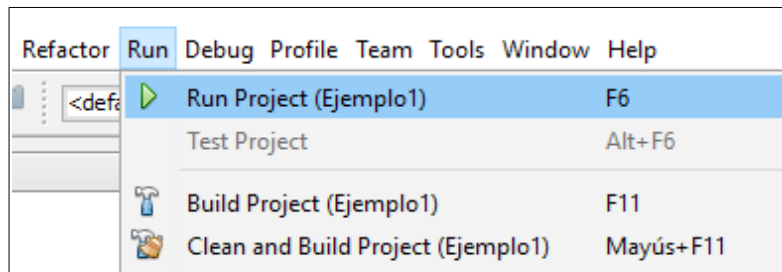 Refactor Run Debug Profile Team Tools Window Help
<defa
Run Project (Ejemplo1) F6
Test Project Alt+F6
Build Project (Ejemplo1) F11
Clean and Build Project (Ejemplo1) Mayús+F11